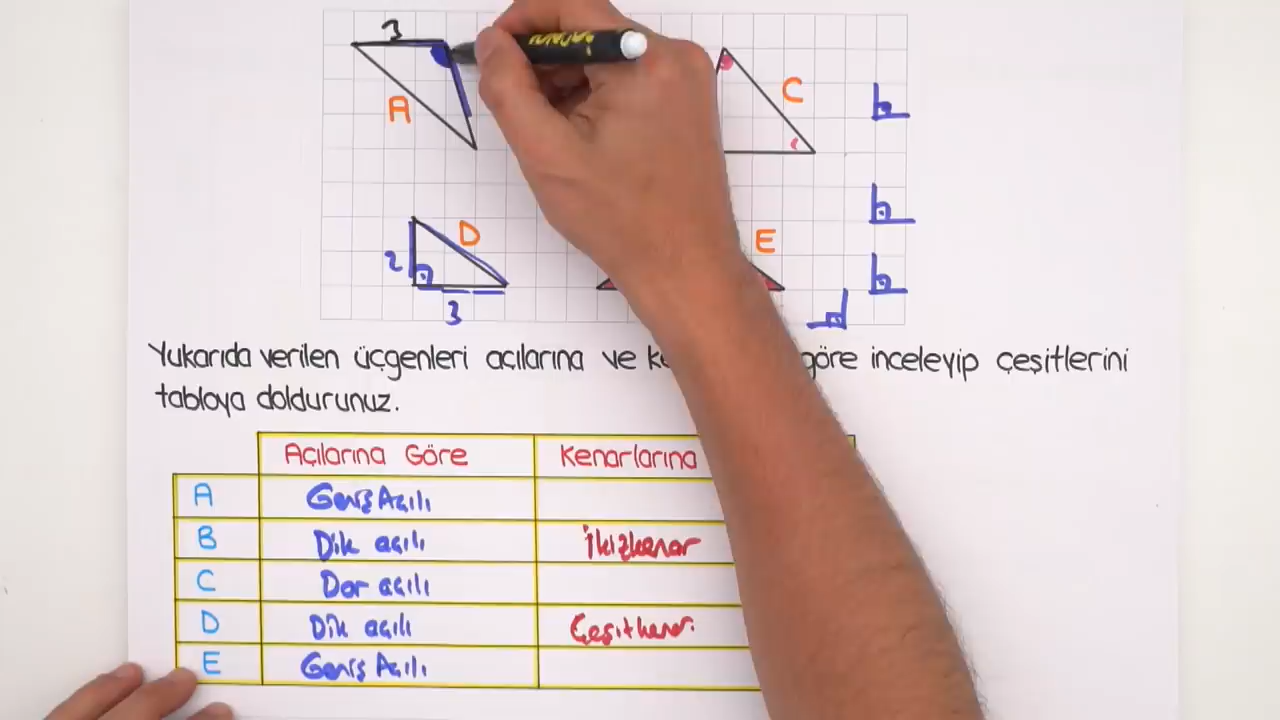 3
A
C
D
2
3
E
Yukarıda verilen üçgenleri açılarına ve göre inceleyip çeşitlerini
tabloya doldurunuz.
Açılarına Göre Kenarlarına
A Geniş Açılı
B Dik açılı İkizkenar
C Dar açılı
D Dik açılı Çeşitkenar
E Geniş Açılı